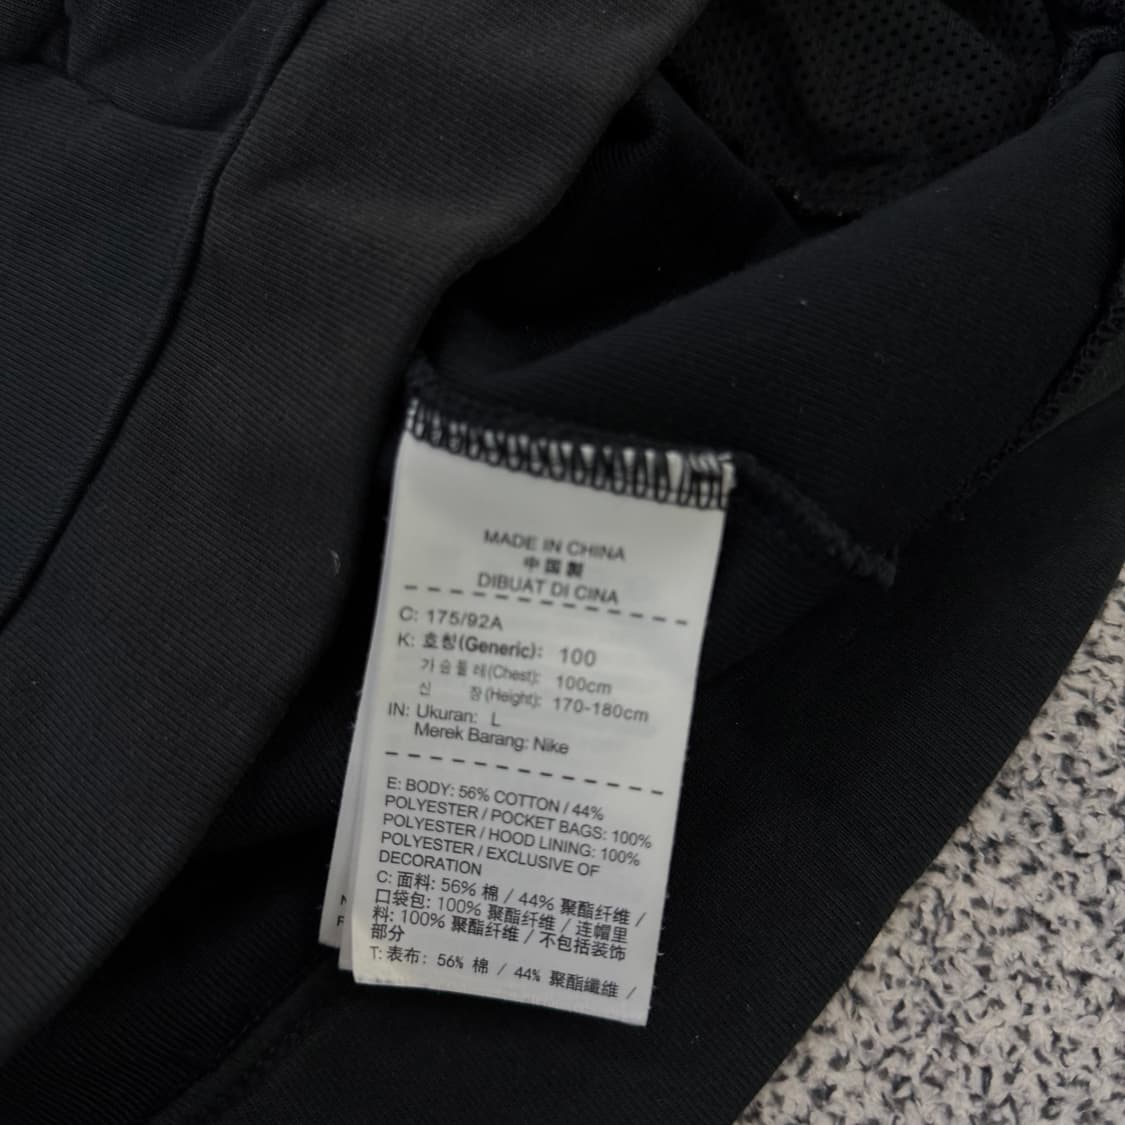 MADE IN CHINA
中国製
DIBUAT DI CINA
C: 175/92A
K: 호칭(Generic): 100
가슴둘레(Chest): 100cm
신 장(Height): 170-180cm
IN: Ukuran: L
Merek Barang: Nike
E: BODY: 56% COTTON / 44%
POLYESTER / POCKET BAGS: 100%
POLYESTER / HOOD LINING: 100%
POLYESTER / EXCLUSIVE OF
DECORATION
C: 面料: 56% 棉 / 44% 聚酯纤维 /
口袋包: 100% 聚酯纤维 / 连帽里
料: 100% 聚酯纤维 / 不包括装饰
部分
T: 表布: 56% 棉 / 44% 聚酯纖維 /